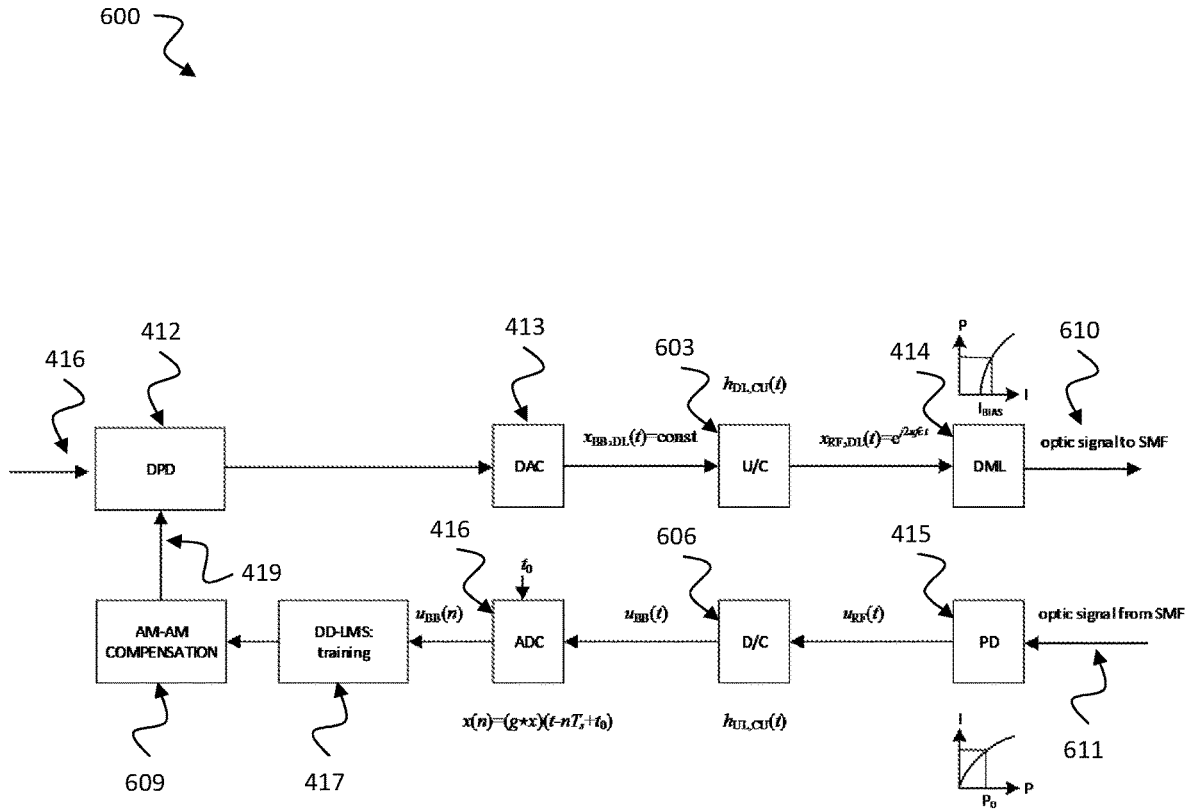 600
412
413
603
414
P
I
I_BIAS
610
416
h_DL,CU(t)
DPD
DAC
x_BB,DL(t)=const
U/C
x_RF,DL(t)=e^j2πfct
DML
optic signal to SMF
419
416
t_0
606
415
AM-AM
COMPENSATION
DD-LMS:
training
u_BB(n)
ADC
u_BB(t)
D/C
u_RF(t)
PD
optic signal from SMF
x(n)=(g⋆x)(t-nT_s+t_0)
h_UL,CU(t)
609
417
I
P
P_0
611